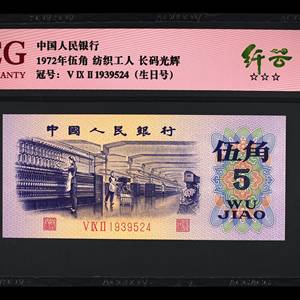 CG
中国人民银行
RRANTY
1972年伍角 纺织工人 长码光辉
冠号：ⅤⅨⅡ1939524（生日号）
☆☆☆
中國人民銀行
伍角
5
WU
JIAO
ⅤⅨⅡ1939524